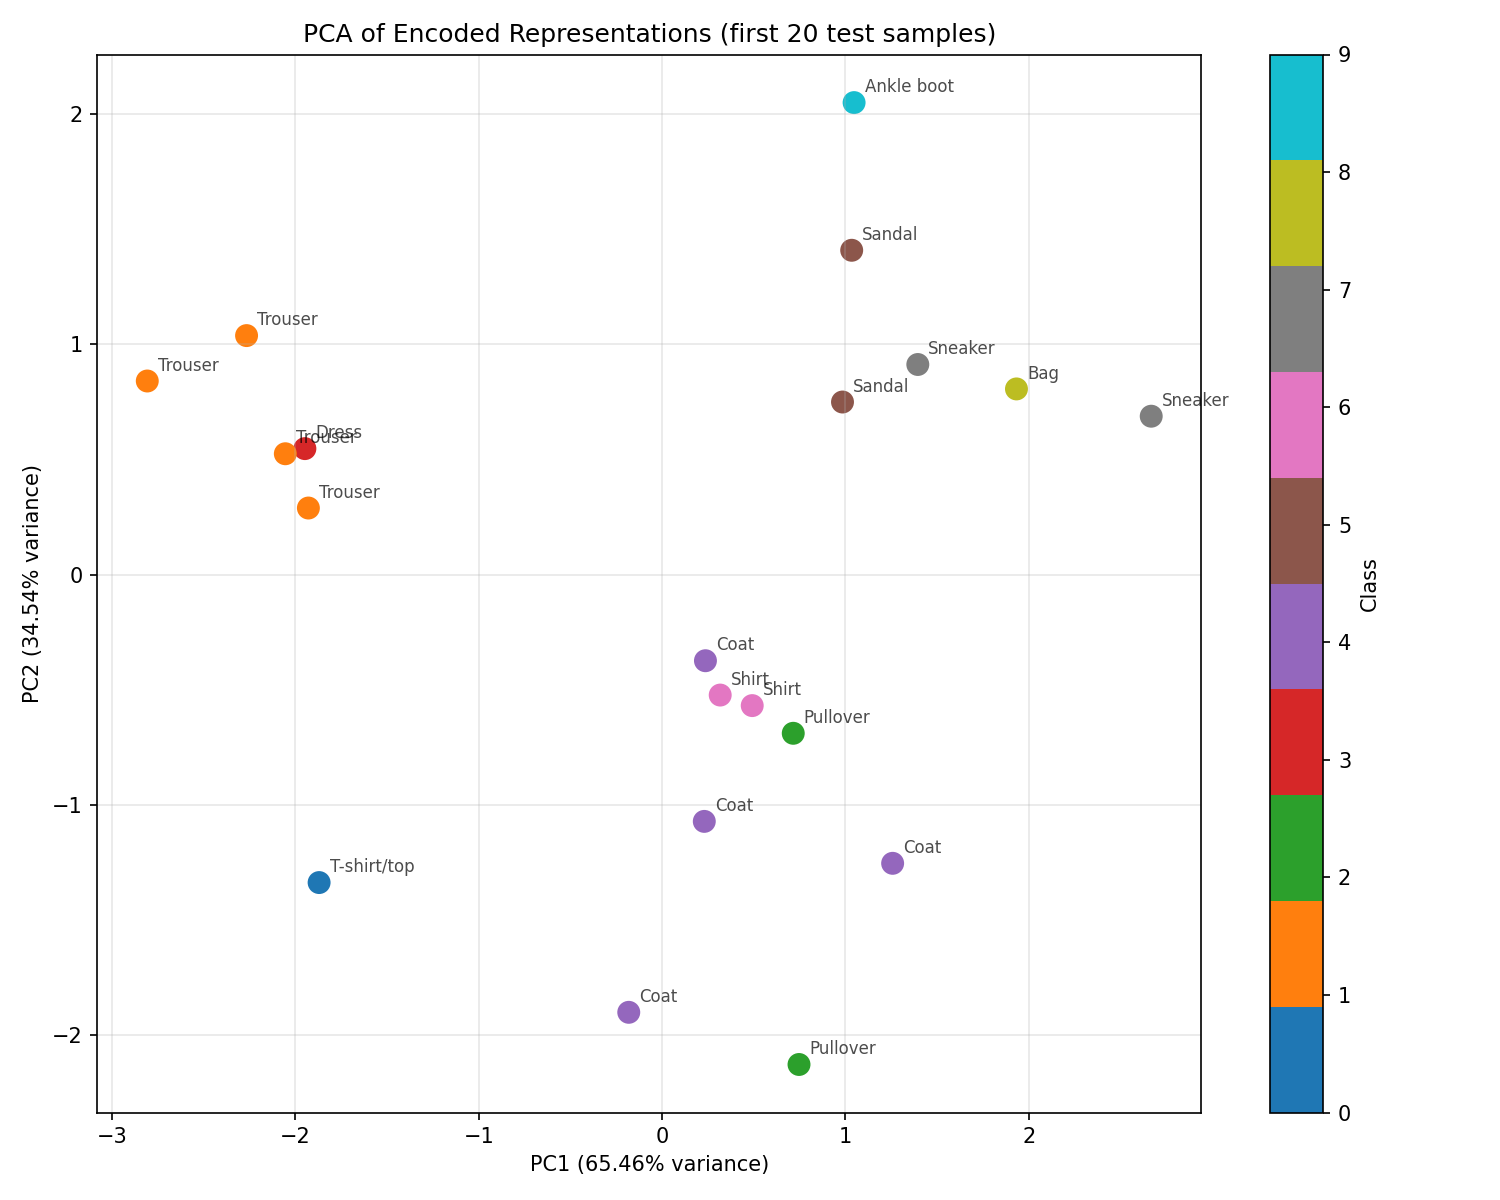 PCA of Encoded Representations (first 20 test samples)
Ankle boot
Sandal
Trouser
Sneaker
Trouser
Bag
Sandal
Sneaker
Dress
Trouser
Trouser
Coat
Shirt
Shirt
Pullover
Coat
Coat
T-shirt/top
Coat
Pullover
2
1
0
−1
−2
PC2 (34.54% variance)
−3
−2
−1
0
1
2
PC1 (65.46% variance)
9
8
7
6
5
4
3
2
1
0
Class